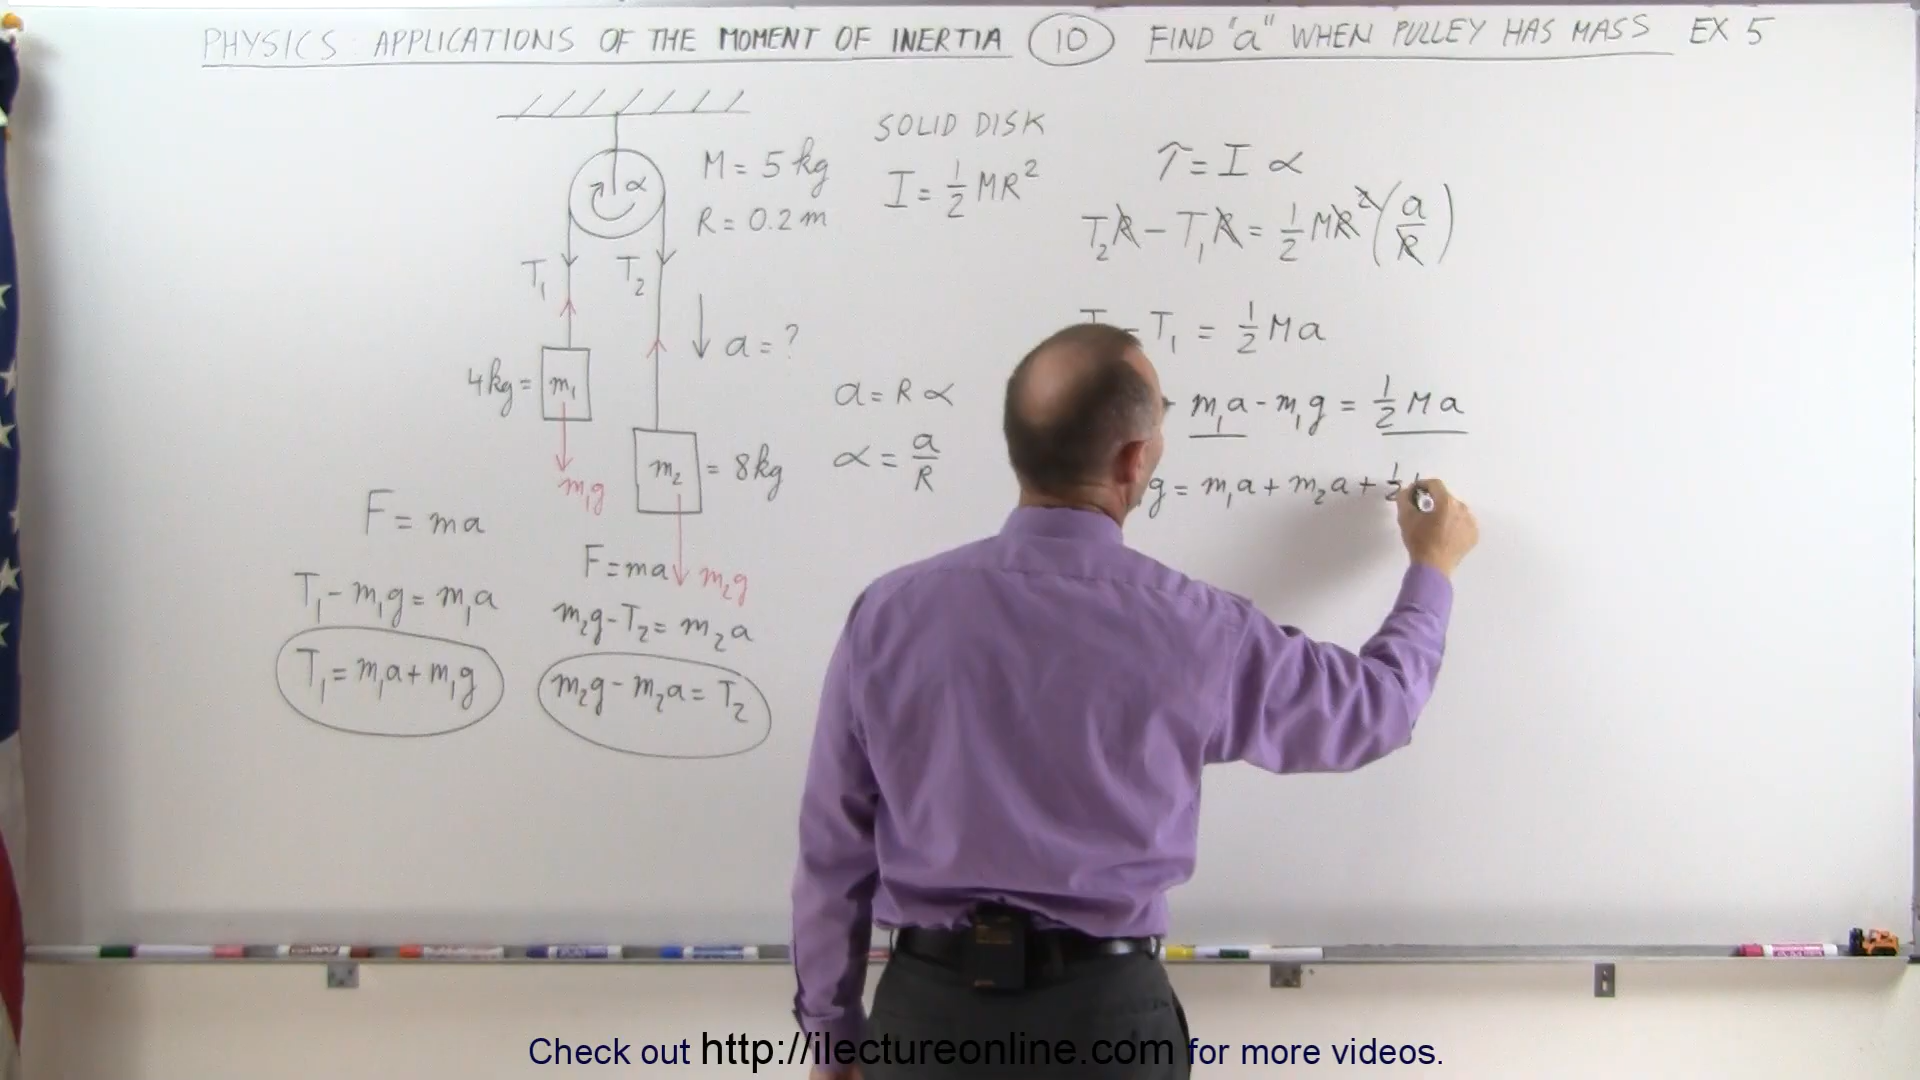 PHYSICS: APPLICATIONS OF THE MOMENT OF INERTIA 10 FIND "a" WHEN PULLEY HAS MASS EX 5
α
M = 5 kg
R = 0.2 m
T₁ T₂
a = ?
4 kg = m₁
m₁g
m₂ = 8 kg
m₂g
F = ma
T₁ - m₁g = m₁a
T₁ = m₁a + m₁g
F = ma
m₂g - T₂ = m₂a
m₂g - m₂a = T₂
SOLID DISK
I = ½ MR²
a = R α
α = a/R
τ = I α
T₂R - T₁R = ½ MR² (a/R)
- T₁ = ½ Ma
m₁a - m₁g = ½ Ma
g = m₁a + m₂a + ½
Check out http://ilectureonline.com for more videos.